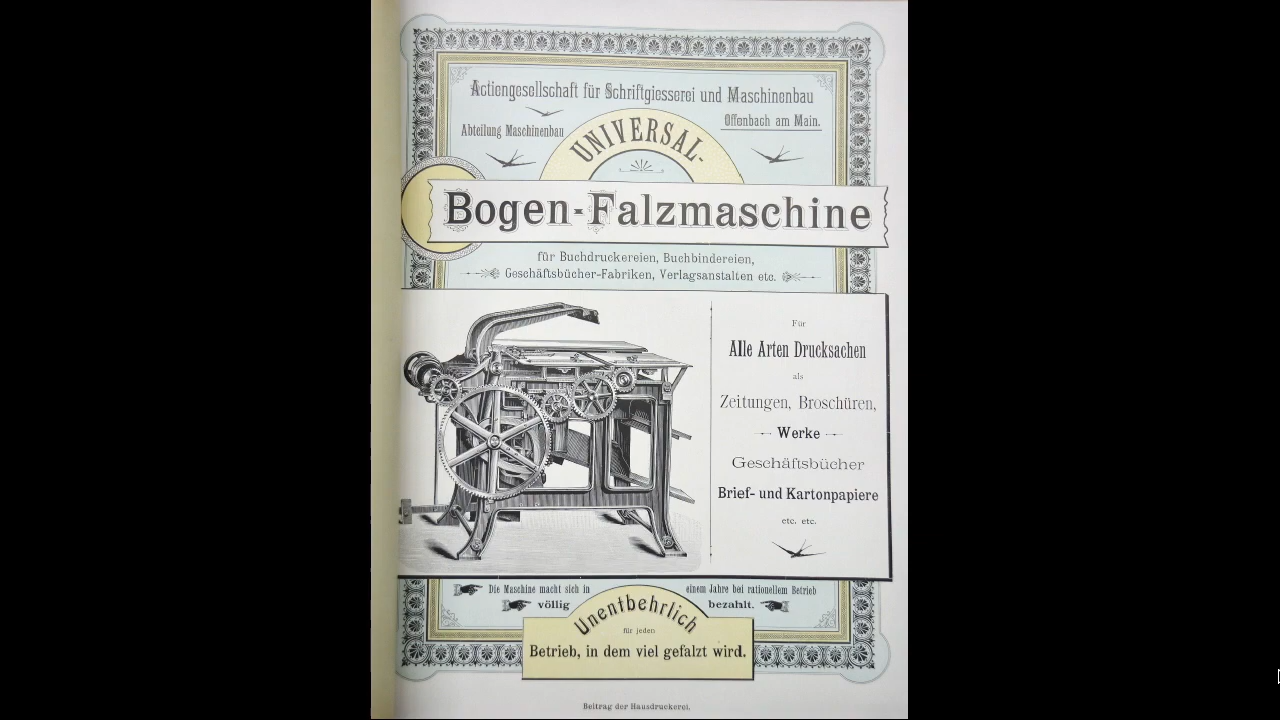 Actiengesellschaft für Schriftgiesserei und Maschinenbau
Offenbach am Main.
Abteilung Maschinenbau
UNIVERSAL-
Bogen-Falzmaschine
für Buchdruckereien, Buchbindereien,
Geschäftsbücher-Fabriken, Verlagsanstalten etc.
Für
Alle Arten Drucksachen
als
Zeitungen, Broschüren,
Werke
Geschäftsbücher
Brief- und Kartonpapiere
etc. etc.
Die Maschine macht sich in einem Jahre bei rationellem Betrieb
völlig bezahlt.
Unentbehrlich
für jeden
Betrieb, in dem viel gefalzt wird.
Beitrag der Hausdruckerei.